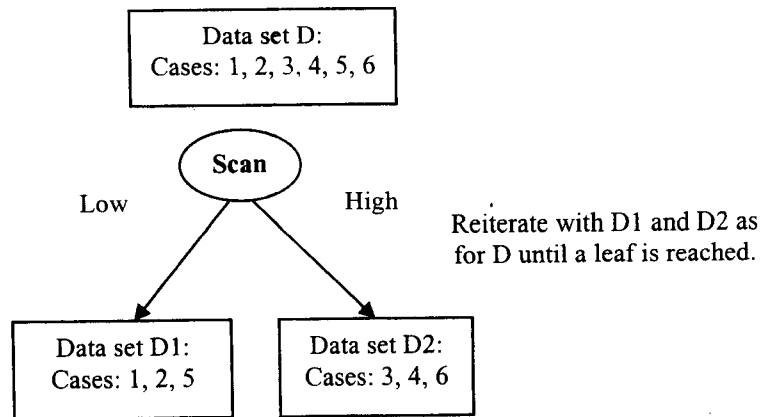 Data set D:
Cases: 1, 2, 3, 4, 5, 6
Scan
Low
High
Reiterate with D1 and D2 as
for D until a leaf is reached.
Data set D1:
Cases: 1, 2, 5
Data set D2:
Cases: 3, 4, 6